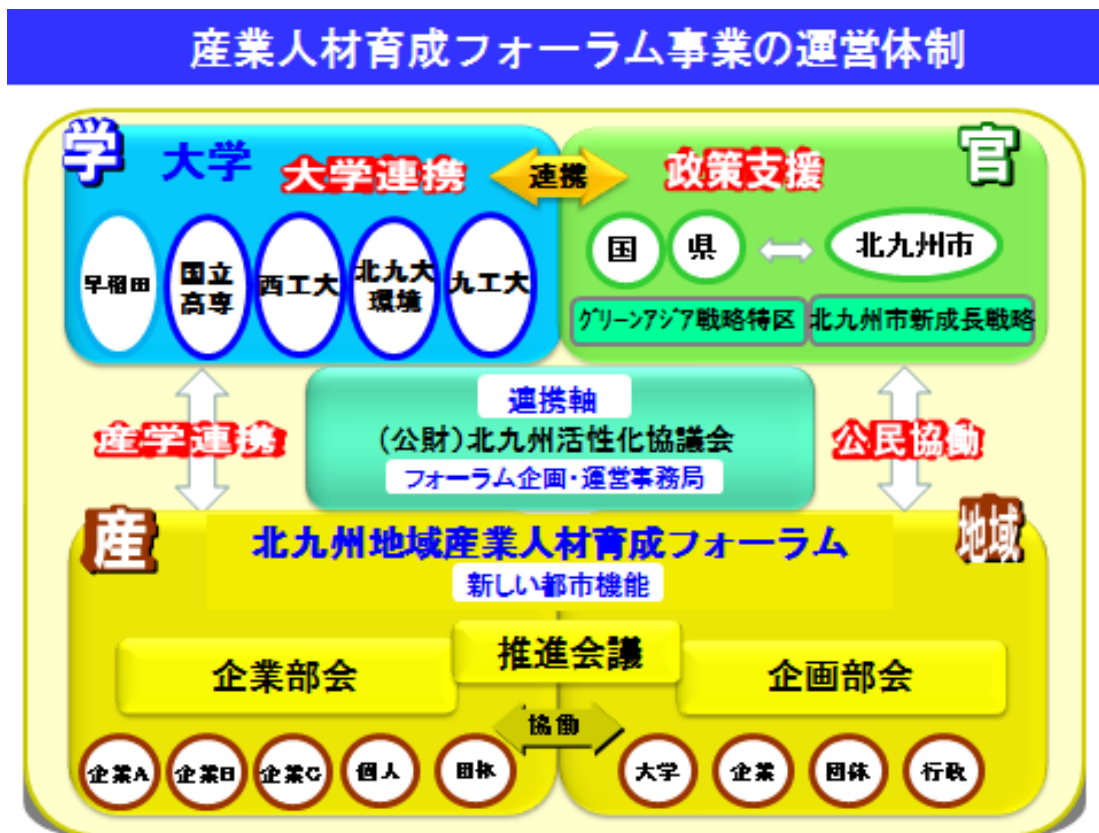 産業人材育成フォーラム事業の運営体制
学
大学
大学連携
連携
政策支援
官
早稲田
国立
高専
西工大
北九大
環境
九工大
国
県
北九州市
グリーンアジア戦略特区
北九州市新成長戦略
連携軸
(公財)北九州活性化協議会
フォーラム企画・運営事務局
産学連携
公民協働
産
北九州地域産業人材育成フォーラム
新しい都市機能
地域
企業部会
推進会議
企画部会
協働
企業A
企業B
企業C
個人
団体
大学
企業
団体
行政